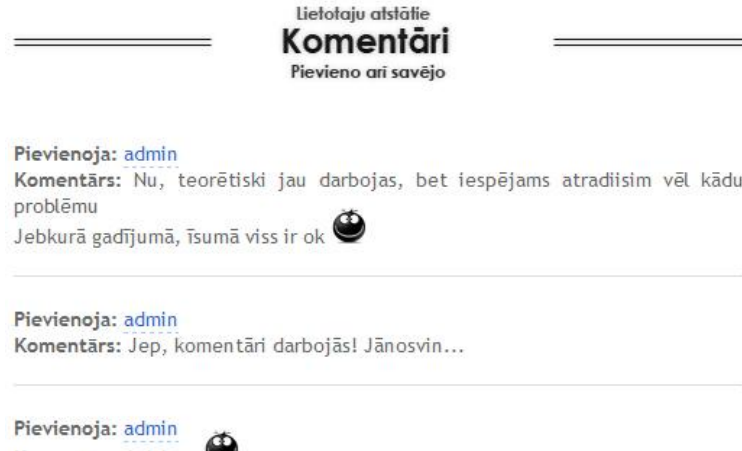 Lietotaju atstātie
Komentāri
Pievieno arī savējo
Pievienoja: admin
Komentārs: Nu, teorētiski jau darbojas, bet iespējams atradiisim vēl kādu
problēmu
Jebkurā gadījumā, īsumā viss ir ok
Pievienoja: admin
Komentārs: Jep, komentāri darbojās! Jānosvin...
Pievienoja: admin